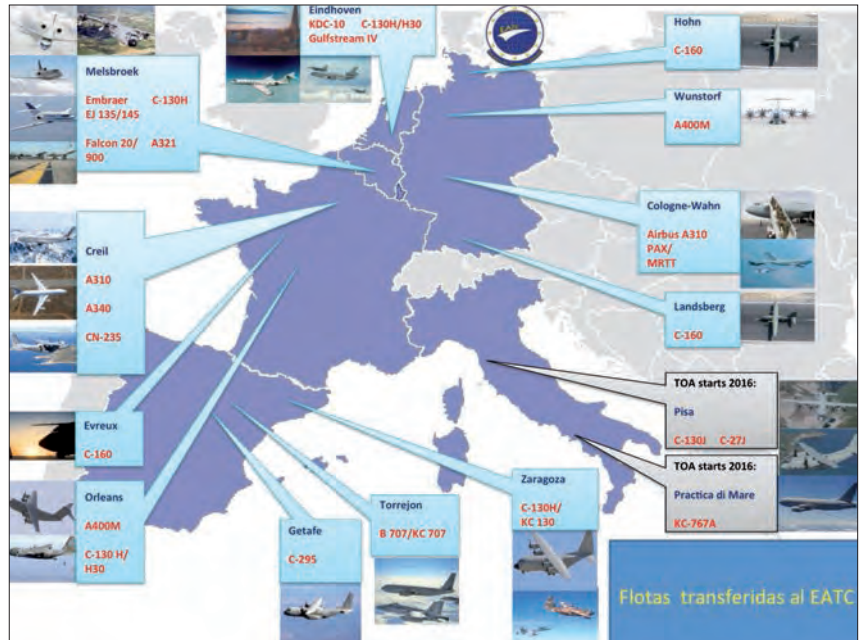 Eindhoven
KDC-10 C-130H/H30
Gulfstream IV
EATC
Hohn
C-160
Melsbroek
Embraer C-130H
EJ 135/145
Falcon 20/ A321
900
Wunstorf
A400M
Cologne-Wahn
Airbus A310
PAX/
MRTT
Creil
A310
A340
CN-235
Landsberg
C-160
TOA starts 2016:
Pisa
C-130J C-27J
Evreux
C-160
TOA starts 2016:
Practica di Mare
KC-767A
Orleans
A400M
C-130 H/
H30
Getafe
C-295
Torrejon
B 707/KC 707
Zaragoza
C-130H/
KC 130
Flotas transferidas al EATC